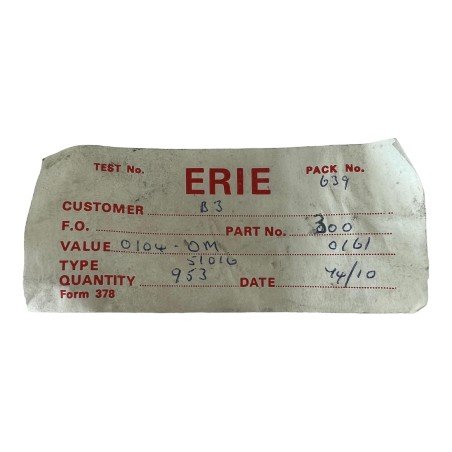 TEST No. ERIE PACK No.
639
CUSTOMER B3
F.O. PART No. 300
VALUE 0104-OM 0161
TYPE 51016
QUANTITY 953 DATE 74/10
Form 378